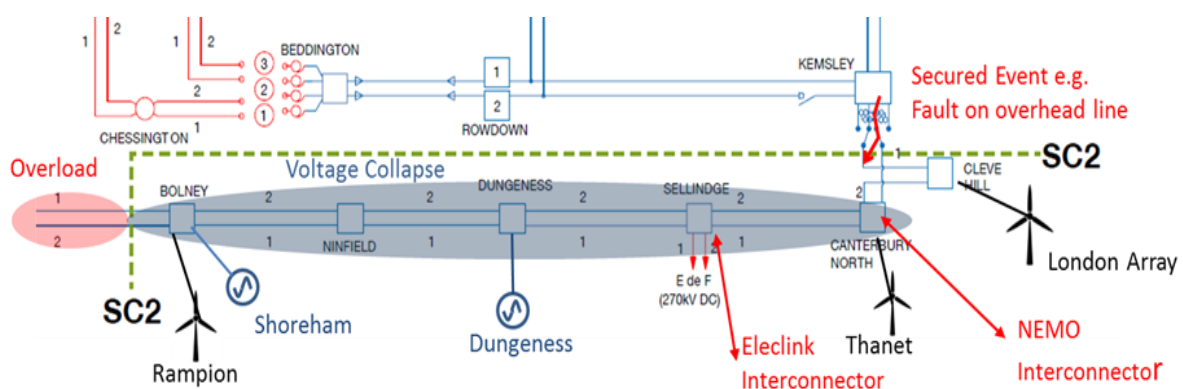 1
2
1
2
3
2
1
BEDDINGTON
2
1
CHESSINGTON
1
2
ROWDOWN
KEMSLEY
Secured Event e.g.
Fault on overhead line
SC2
Overload
1
2
Voltage Collapse
BOLNEY
2
1
NINFIELD
2
1
DUNGENESS
2
1
SELLINDGE
2
1
1
2
E de F
(270kV DC)
1
2
CLEVE
HILL
CANTERBURY
NORTH
SC2
Shoreham
Rampion
Dungeness
Eleclink
Interconnector
Thanet
London Array
NEMO
Interconnector